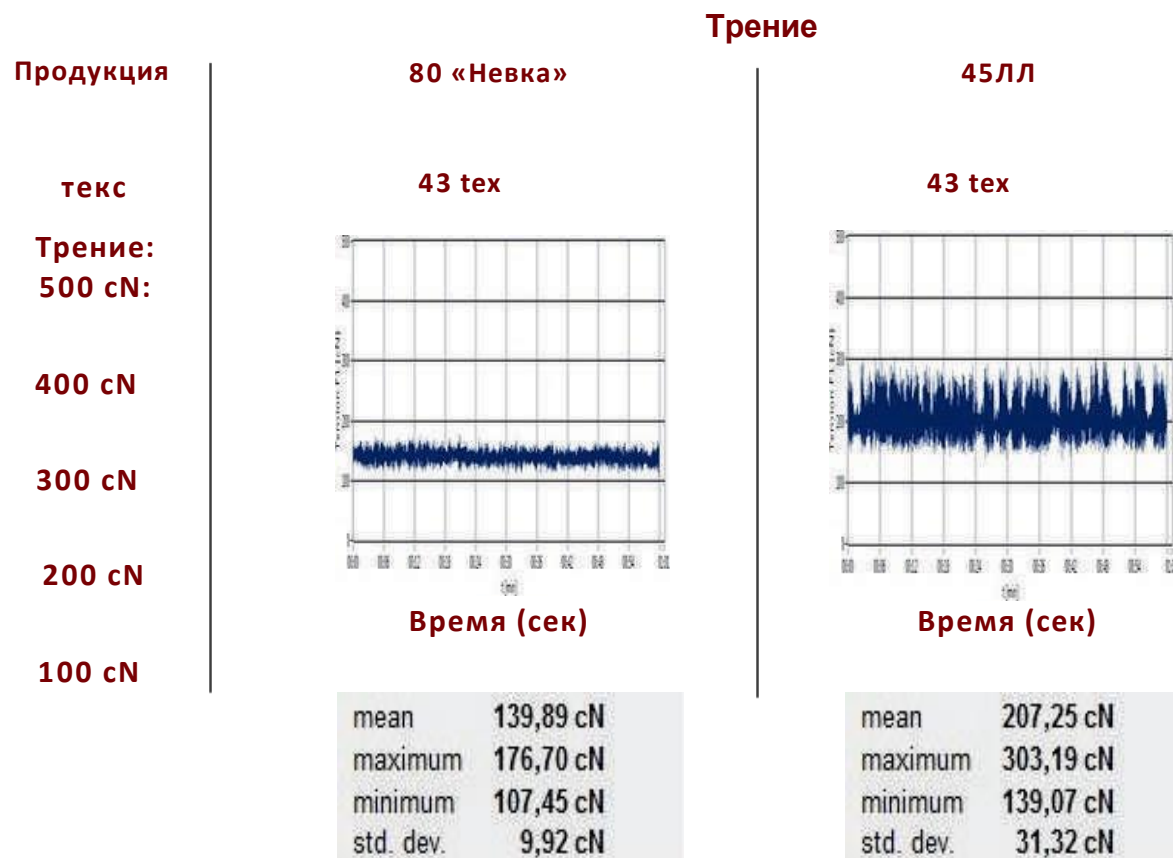 Трение
Продукция 80 «Невка» 45ЛЛ
текс 43 tex 43 tex
Трение:
500 cN:
400 cN
300 cN
200 cN
100 cN
Время (сек) Время (сек)
mean 139,89 cN
maximum 176,70 cN
minimum 107,45 cN
std. dev. 9,92 cN
mean 207,25 cN
maximum 303,19 cN
minimum 139,07 cN
std. dev. 31,32 cN